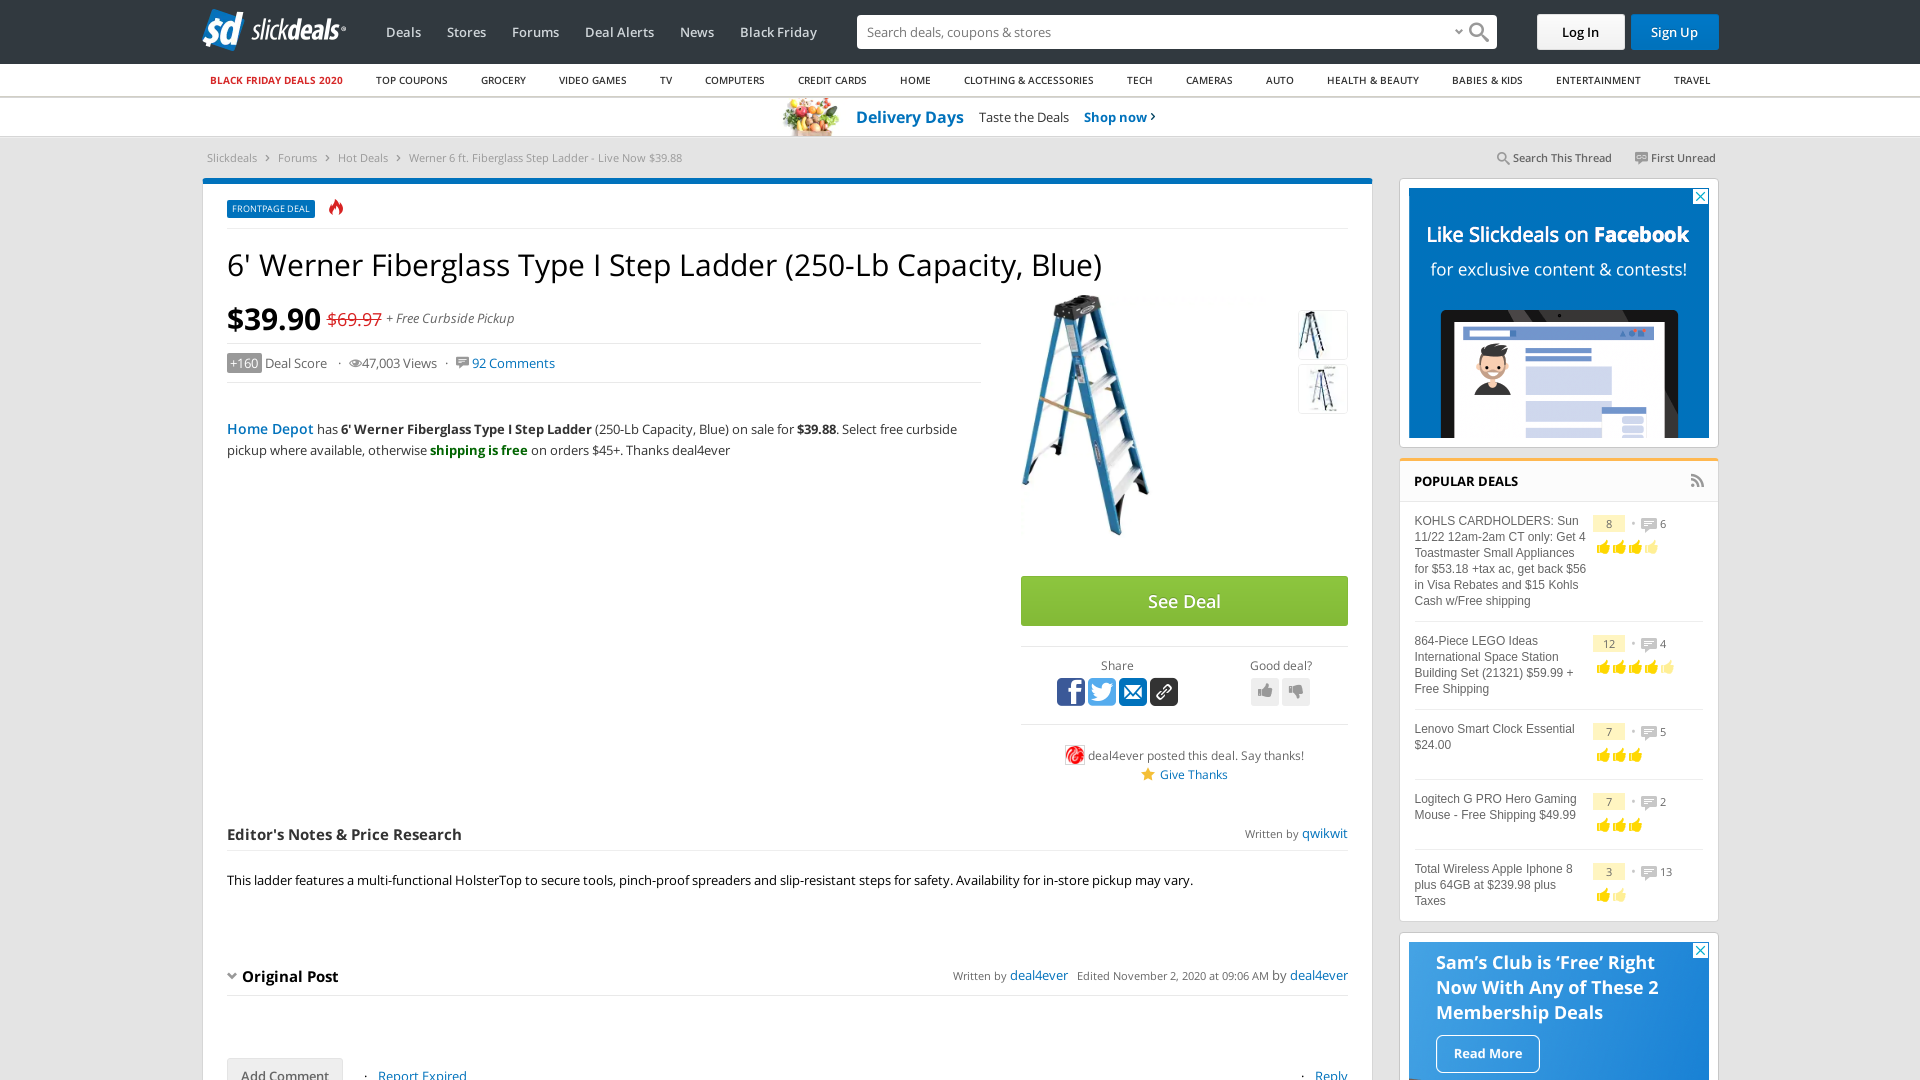 sd slickdeals
Deals Stores Forums Deal Alerts News Black Friday
Search deals, coupons & search
Log In
Sign Up
BLACK FRIDAY DEALS 2020 TOP COUPONS GROCERY VIDEO GAMES TV COMPUTERS CREDIT CARDS HOME CLOTHING & ACCESSORIES TECH CAMERAS AUTO HEALTH & BEAUTY BABIES & KIDS ENTERTAINMENT TRAVEL
Delivery Days Taste the Deals Shop now ›
Slickdeals › Forums › Hot Deals › Werner 6 ft. Fiberglass Step Ladder - Live Now $39.88
Search This Thread First Unread
FRONTPAGE DEAL
6' Werner Fiberglass Type I Step Ladder (250-Lb Capacity, Blue)
$39.90 $69.97 + Free Curbside Pickup
+160 Deal Score · 47,003 Views · 92 Comments
Home Depot has 6' Werner Fiberglass Type I Step Ladder (250-Lb Capacity, Blue) on sale for $39.88. Select free curbside
pickup where available, otherwise shipping is free on orders $45+. Thanks deal4ever
See Deal
Share
Good deal?
deal4ever posted this deal. Say thanks!
Give Thanks
Editor's Notes & Price Research
Written by qwikwit
This ladder features a multi-functional HolsterTop to secure tools, pinch-proof spreaders and slip-resistant steps for safety. Availability for in-store pickup may vary.
Original Post
Written by deal4ever Edited November 2, 2020 at 09:06 AM by deal4ever
Add Comment · Report Expired
· Reply
Like Slickdeals on Facebook
for exclusive content & contests!
POPULAR DEALS
KOHLS CARDHOLDERS: Sun
11/22 12am-2am CT only: Get 4
Toastmaster Small Appliances
for $53.18 +tax ac, get back $56
in Visa Rebates and $15 Kohls
Cash w/Free shipping
8 • 6
864-Piece LEGO Ideas
International Space Station
Building Set (21321) $59.99 +
Free Shipping
12 • 4
Lenovo Smart Clock Essential
$24.00
7 • 5
Logitech G PRO Hero Gaming
Mouse - Free Shipping $49.99
7 • 2
Total Wireless Apple Iphone 8
plus 64GB at $239.98 plus
Taxes
3 • 13
Sam's Club is ‘Free’ Right
Now With Any of These 2
Membership Deals
Read More